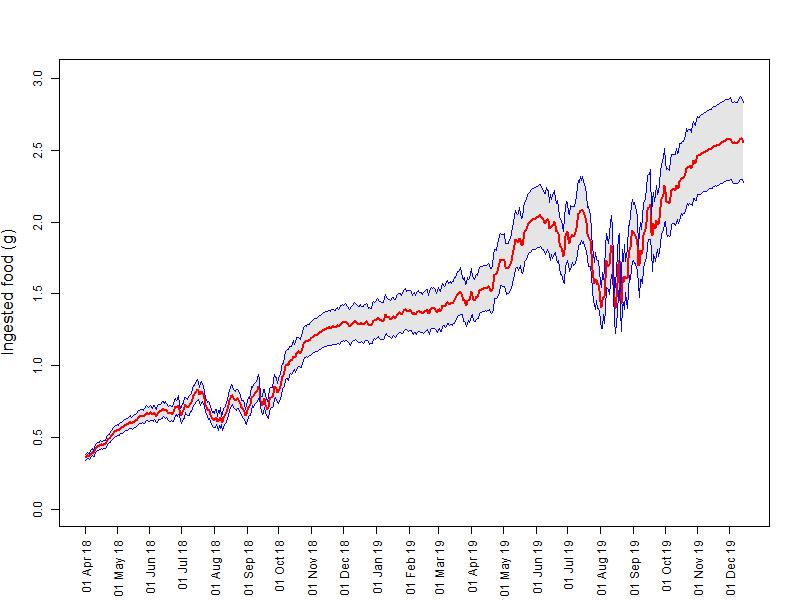 Ingested food (g)
3.0
2.5
2.0
1.5
1.0
0.5
0.0
01 Apr 18
01 May 18
01 Jun 18
01 Jul 18
01 Aug 18
01 Sep 18
01 Oct 18
01 Nov 18
01 Dec 18
01 Jan 19
01 Feb 19
01 Mar 19
01 Apr 19
01 May 19
01 Jun 19
01 Jul 19
01 Aug 19
01 Sep 19
01 Oct 19
01 Nov 19
01 Dec 19